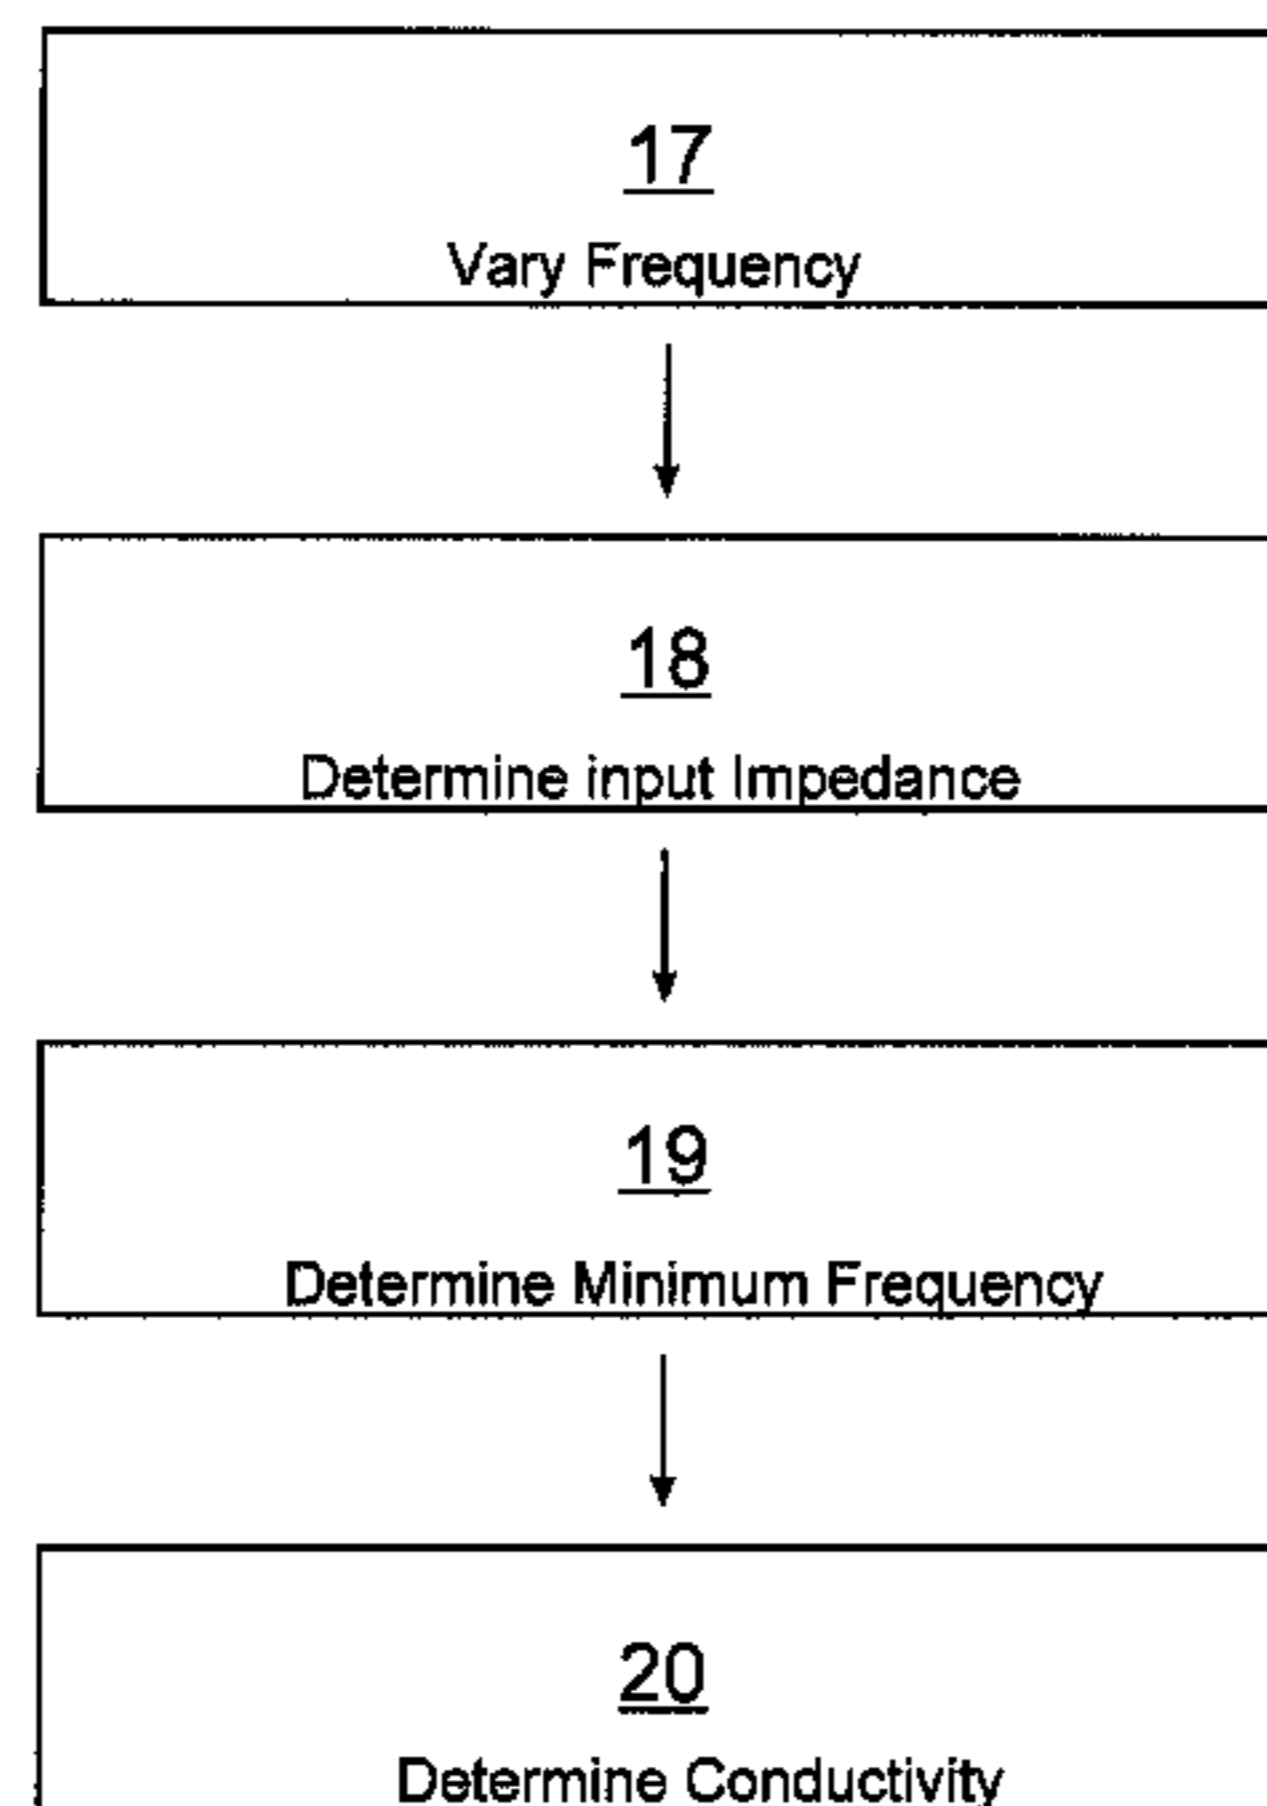 17
Vary Frequency
18
Determine input Impedance
19
Determine Minimum Frequency
20
Determine Conductivity